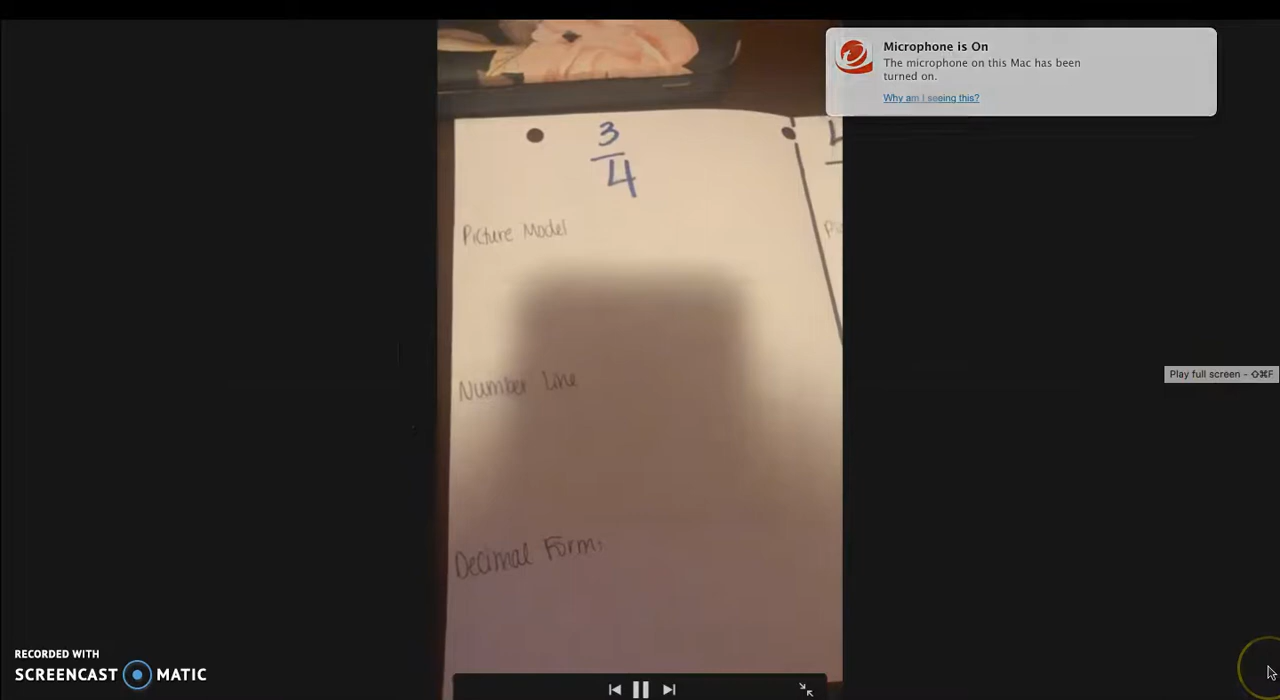 Microphone is On
The microphone on this Mac has been
turned on.
Why am I seeing this?
3
4
Picture Model
Number Line
Play full screen - ⇧⌘F
Decimal Form:
RECORDED WITH
SCREENCAST MATIC